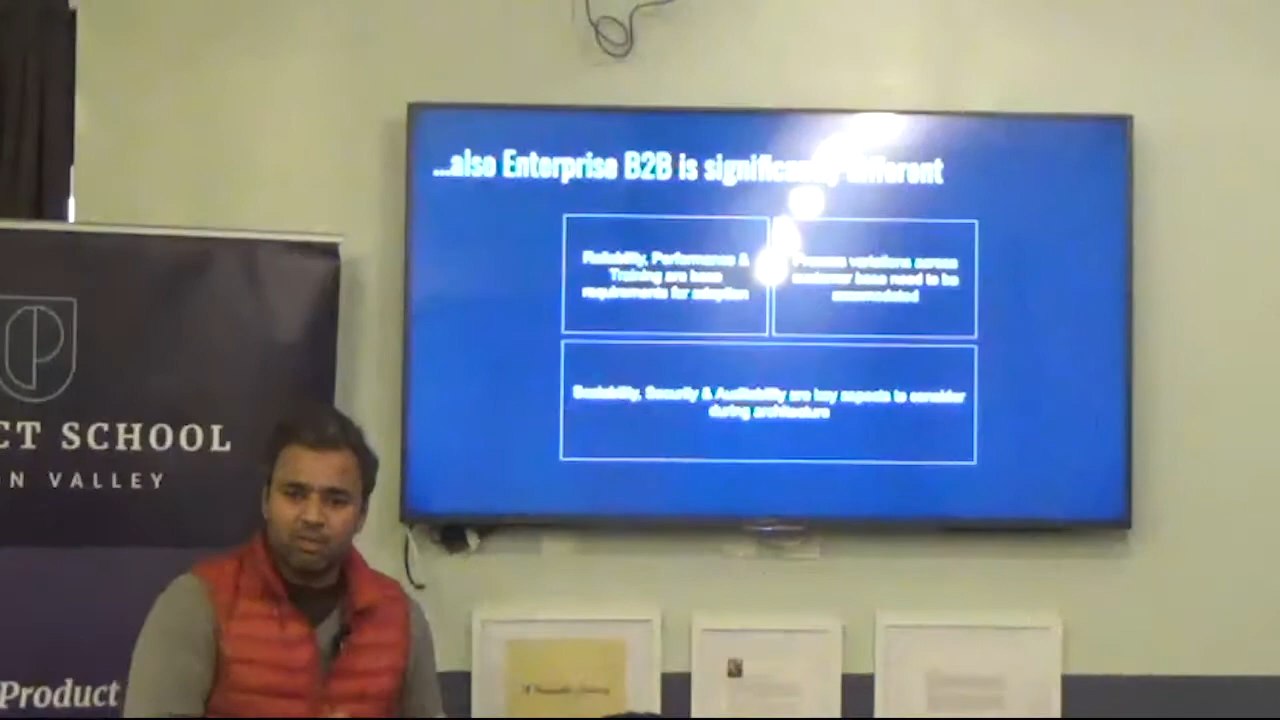 ...also Enterprise B2B is significantly different
Reliability, Performance &
Training are base
requirements for adoption
Process variations across
customer base need to be
accomodated
Scalability, Security & Auditability are key aspects to consider
during architecture
CT SCHOOL
N VALLEY
Product